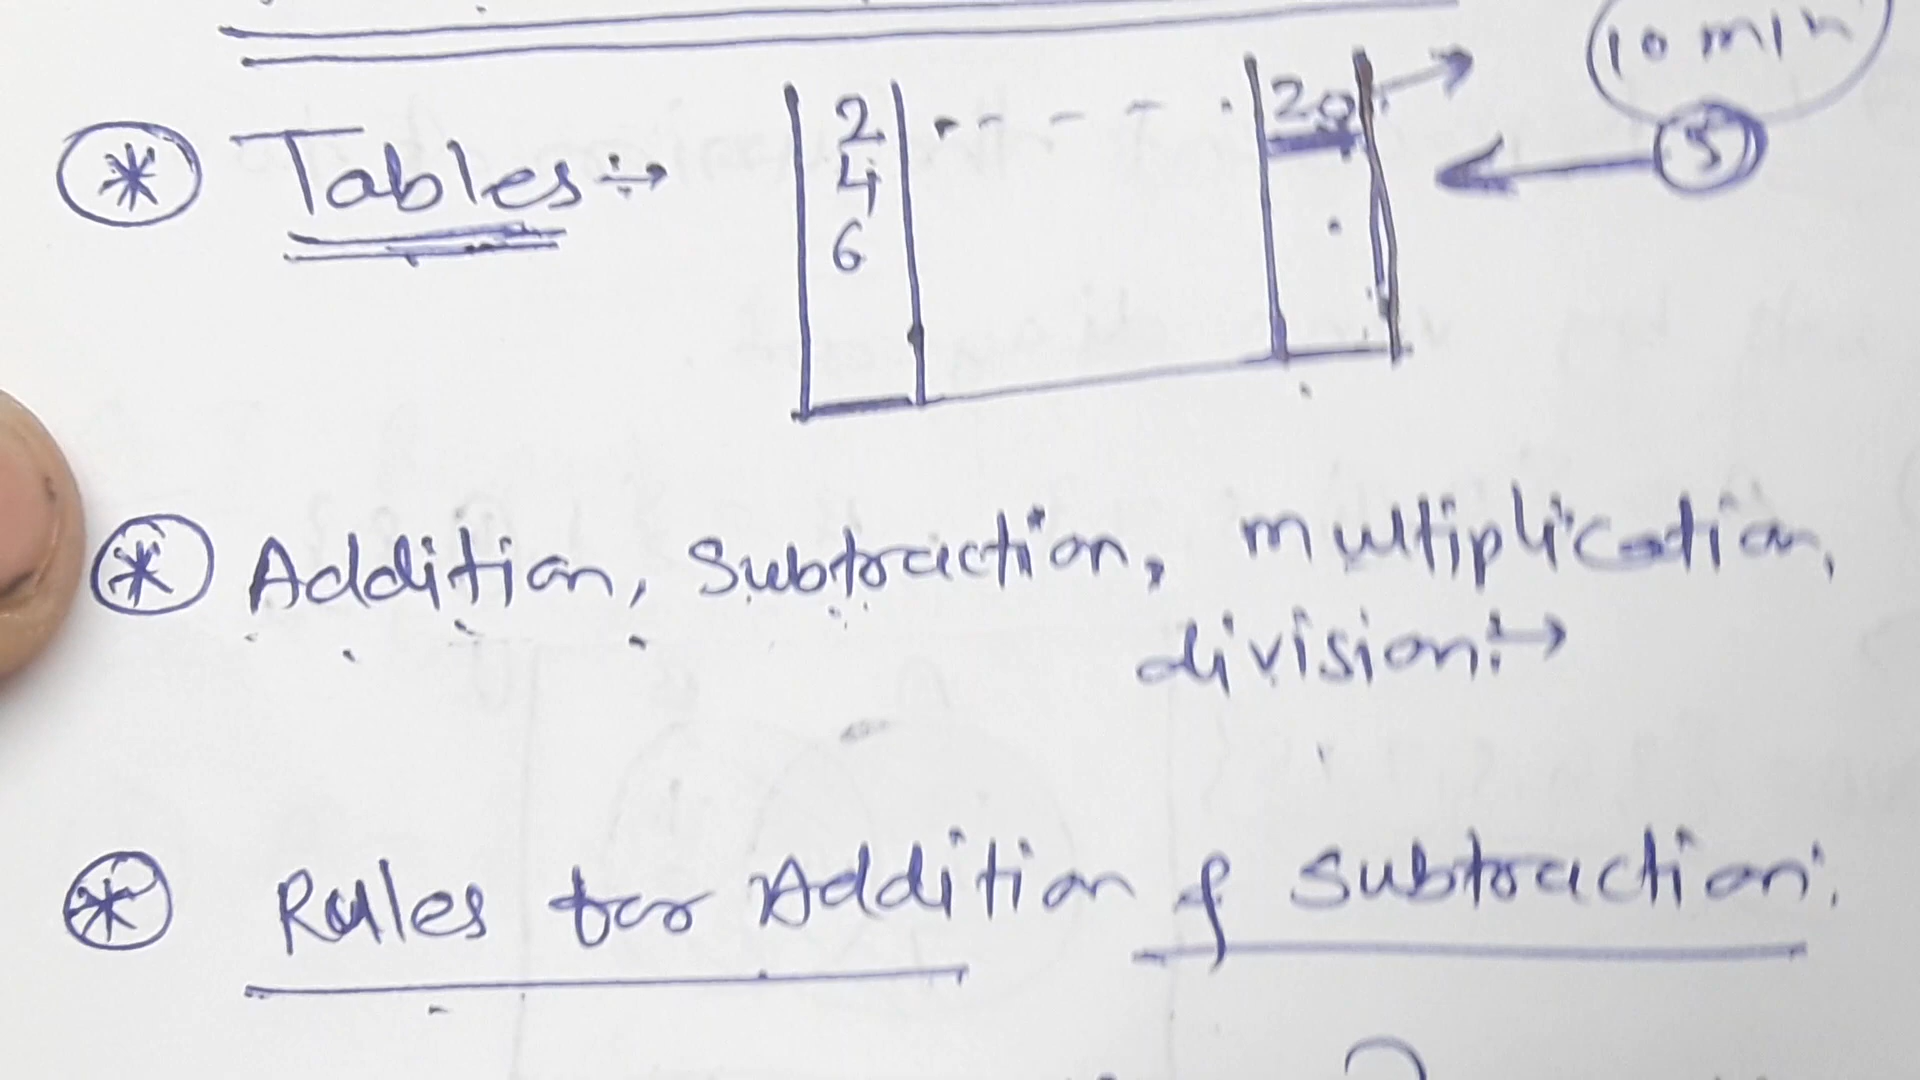 10 min
* Tables :→ 2 - - - - 20
4
6
5
* Addition, Subtraction, multiplication,
division :→
* Rules for Addition & Subtraction :